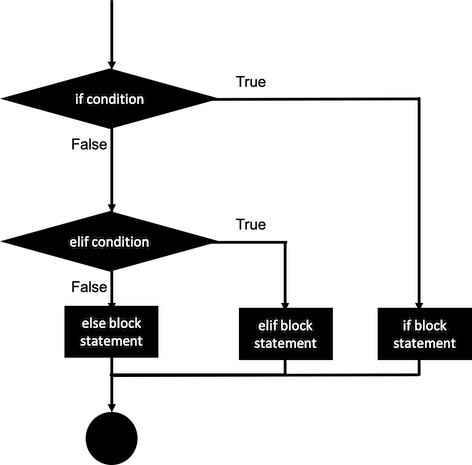 True
if condition
False
True
elif condition
False
else block
statement
elif block
statement
if block
statement